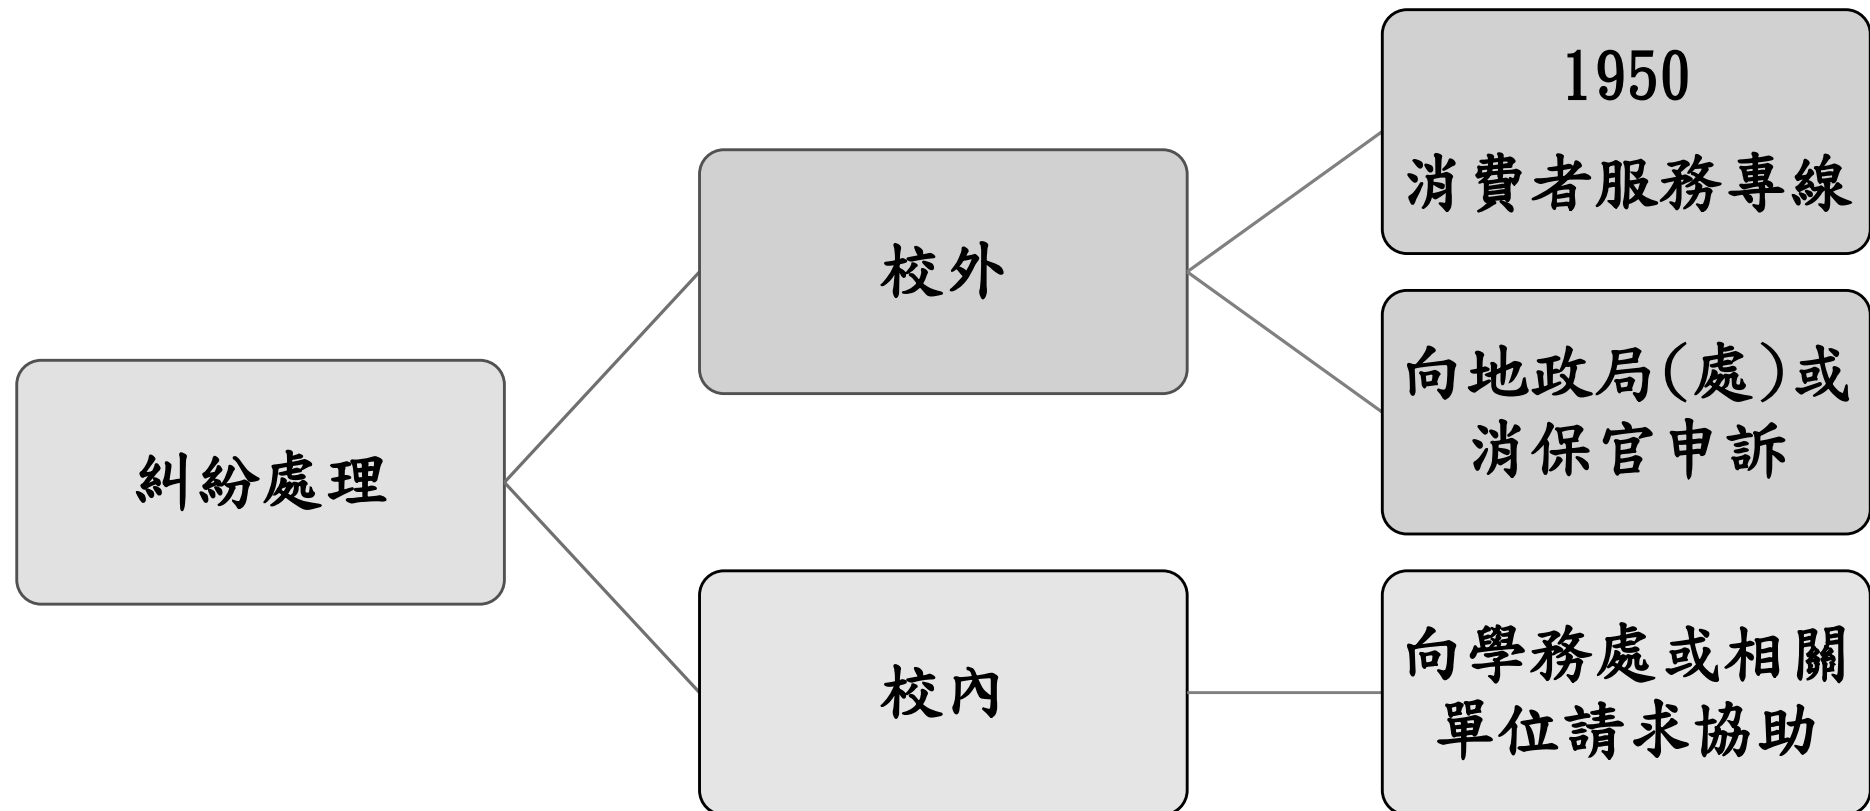 糾紛處理
校外
1950
消費者服務專線
向地政局(處)或
消保官申訴
校內
向學務處或相關
單位請求協助